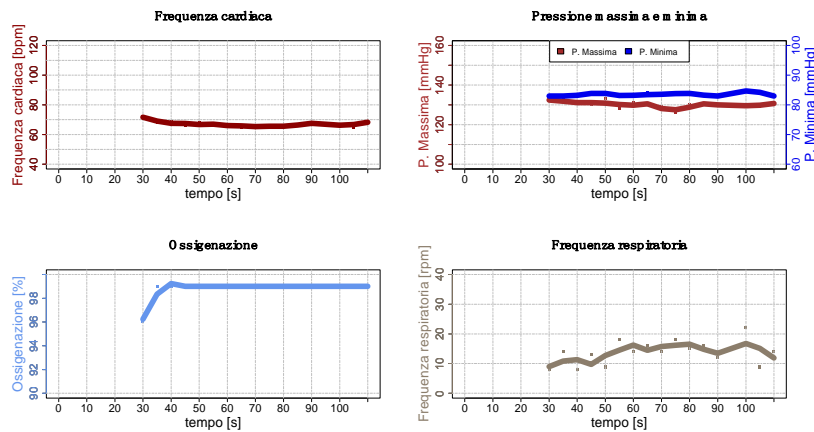 Frequenza cardiaca
Frequenza cardiaca [bpm]
40 60 80 100 120
0 10 20 30 40 50 60 70 80 90 100
tempo [s]
Pressione massima e minima
P. Massima [mmHg]
100 110 130 140 160
P. Massima P. Minima
P. Minima [mmHg]
60 70 80 90 100
0 10 20 30 40 50 60 70 80 90 100
tempo [s]
Ossigenazione
Ossigenazione [%]
90 92 94 96 98
0 10 20 30 40 50 60 70 80 90 100
tempo [s]
Frequenza respiratoria
Frequenza respiratoria [rpm]
0 10 20 30 40
0 10 20 30 40 50 60 70 80 90 100
tempo [s]